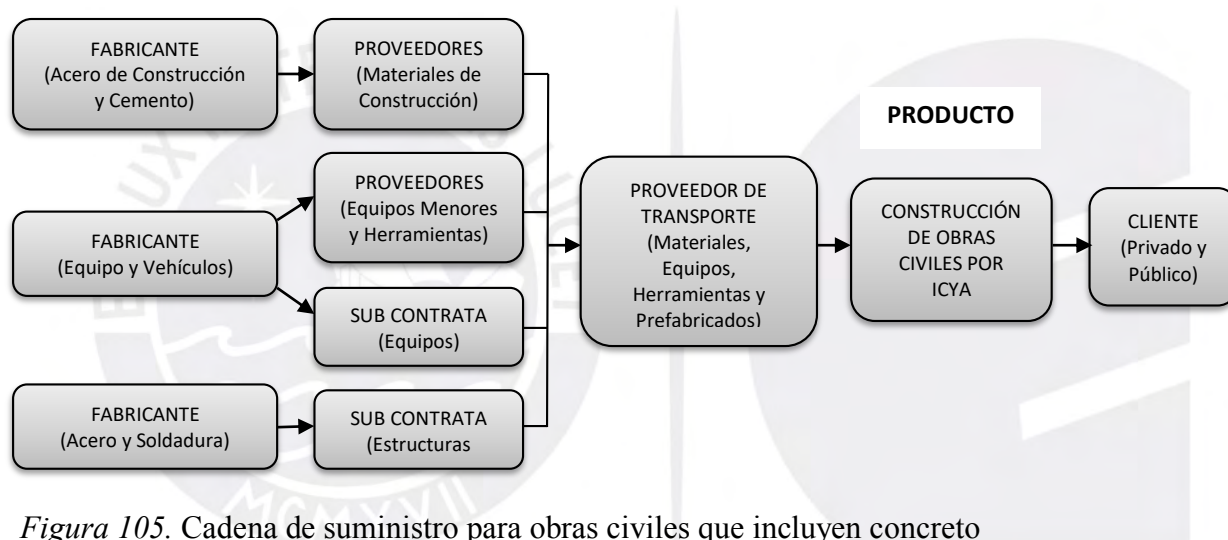 FABRICANTE
(Acero de Construcción
y Cemento)
PROVEEDORES
(Materiales de
Construcción)
FABRICANTE
(Equipo y Vehículos)
PROVEEDORES
(Equipos Menores
y Herramientas)
SUB CONTRATA
(Equipos)
FABRICANTE
(Acero y Soldadura)
SUB CONTRATA
(Estructuras
PROVEEDOR DE
TRANSPORTE
(Materiales,
Equipos,
Herramientas y
Prefabricados)
PRODUCTO
CONSTRUCCIÓN
DE OBRAS
CIVILES POR
ICYA
CLIENTE
(Privado y
Público)
MCMXVII
Figura 105. Cadena de suministro para obras civiles que incluyen concreto